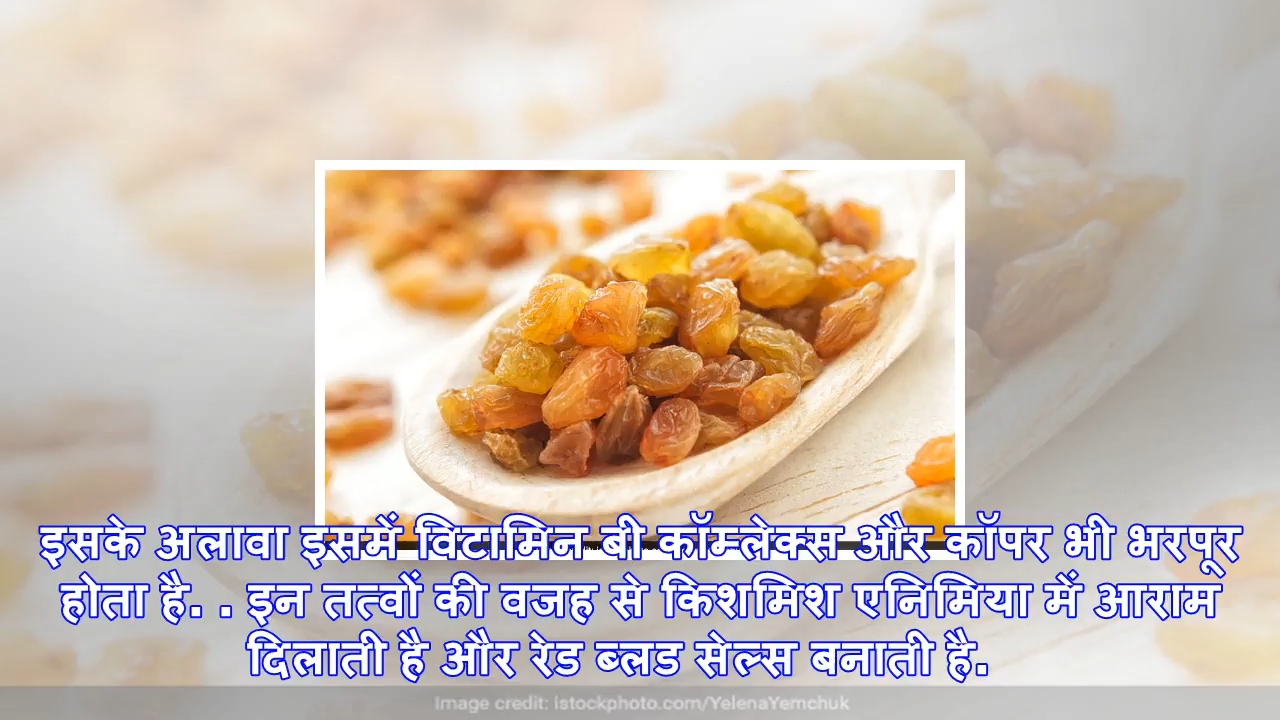 इसके अलावा इसमें विटामिन बी कॉम्लेक्स और कॉपर भी भरपूर
होता है. . इन तत्वों की वजह से किशमिश एनिमिया में आराम
दिलाती है और रेड ब्लड सेल्स बनाती है.
Image credit: istockphoto.com/YelenaYemchuk